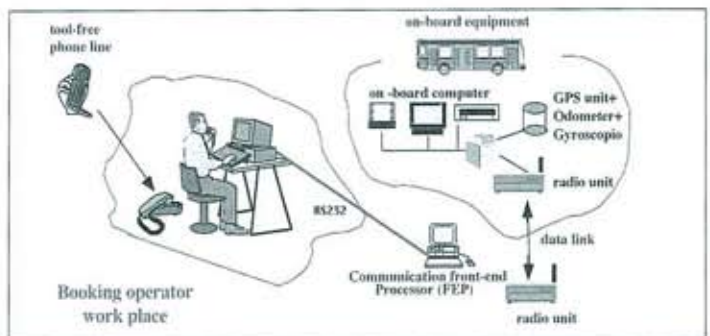 tool-free
phone line
on-board equipment
on -board computer
GPS unit+
Odometer+
Gyroscopio
radio unit
RS232
data link
Communication front-end
Processor (FEP)
Booking operator
work place
radio unit